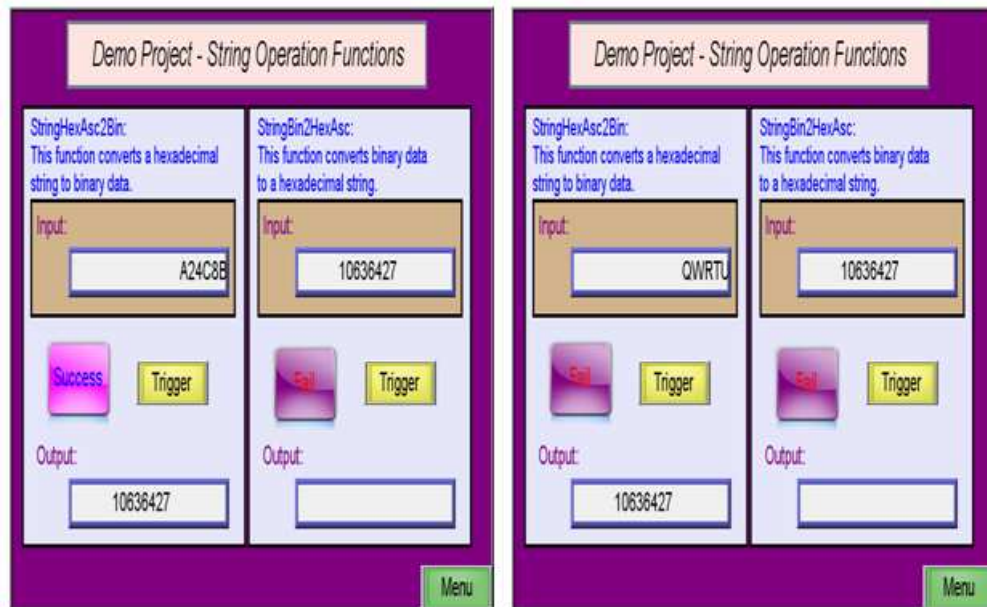 Demo Project - String Operation Functions
StringHexAsc2Bin:
This function converts a hexadecimal
string to binary data.
Input:
A24C8B
Success
Trigger
Output:
10636427
StringBin2HexAsc:
This function converts binary data
to a hexadecimal string.
Input:
10636427
Fail
Trigger
Output:
Menu
Demo Project - String Operation Functions
StringHexAsc2Bin:
This function converts a hexadecimal
string to binary data.
Input:
QWRTU
Fail
Trigger
Output:
10636427
StringBin2HexAsc:
This function converts binary data
to a hexadecimal string.
Input:
10636427
Fail
Trigger
Output:
Menu